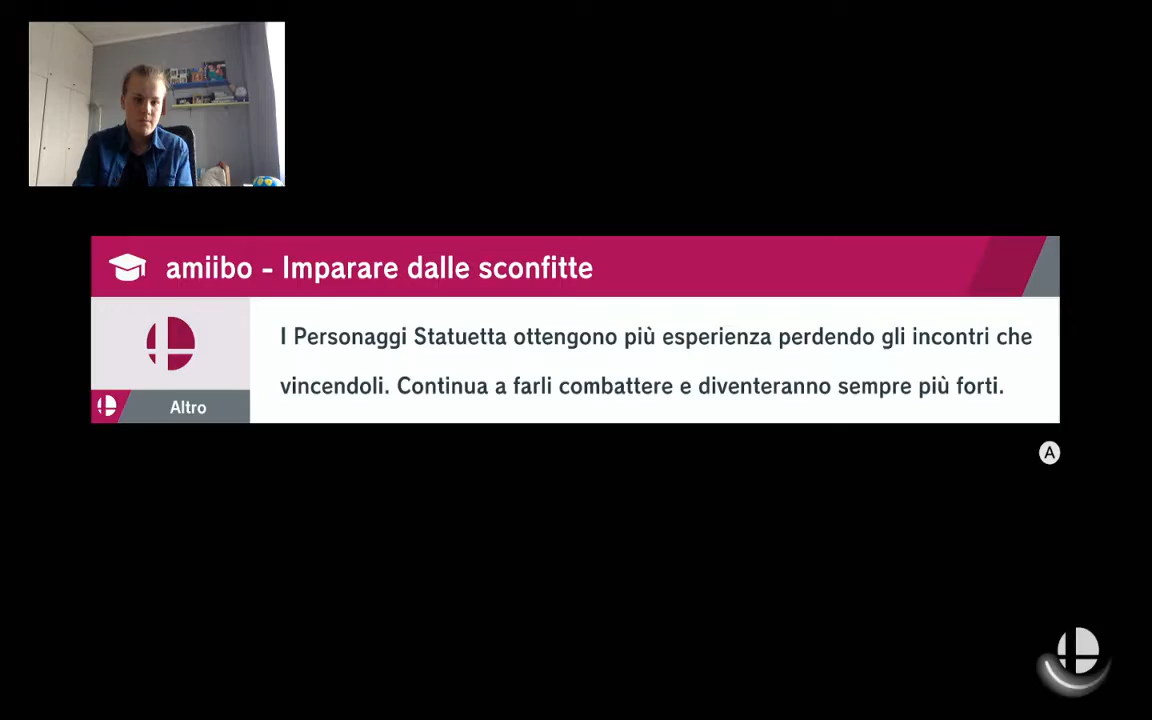 amiibo - Imparare dalle sconfitte
I Personaggi Statuetta ottengono più esperienza perdendo gli incontri che
vincendoli. Continua a farli combattere e diventeranno sempre più forti.
Altro
A